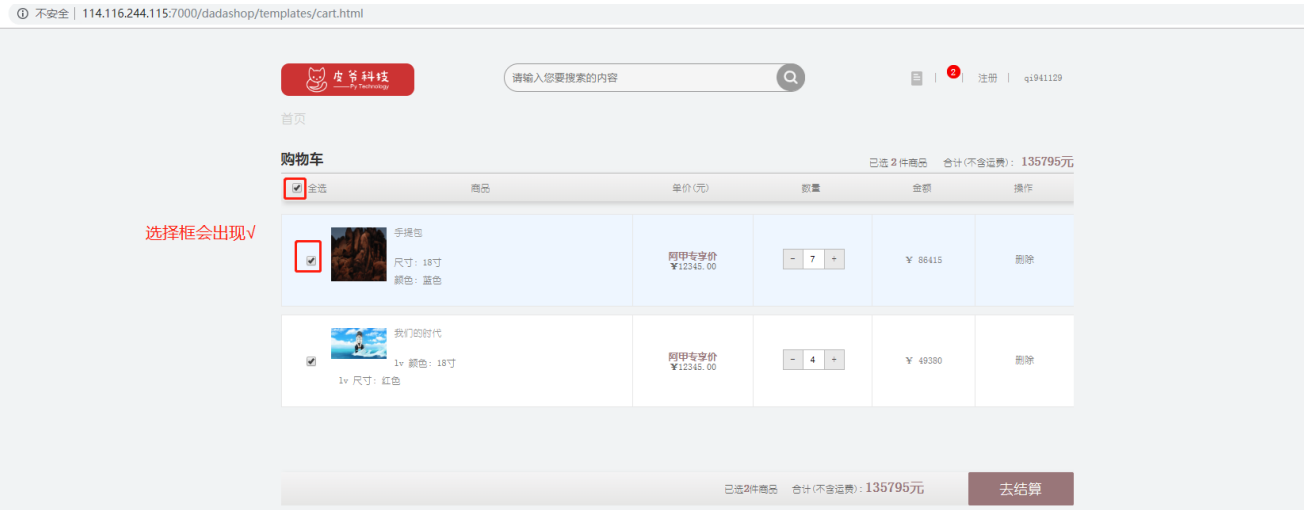 不安全 | 114.116.244.115:7000/dadashop/templates/cart.html
皮爷科技
Py Technology
请输入您要搜索的内容
2
注册
qi941129
首页
购物车
已选 2 件商品 合计(不含运费): 135795元
全选 商品 单价(元) 数量 金额 操作
选择框会出现√
手提包
尺寸: 18寸
颜色: 蓝色
阿甲专享价
¥12345.00
- 7 +
¥ 86415
删除
我们的时代
lv 颜色: 18寸
lv 尺寸: 红色
阿甲专享价
¥12345.00
- 4 +
¥ 49380
删除
已选2件商品 合计(不含运费): 135795元
去结算